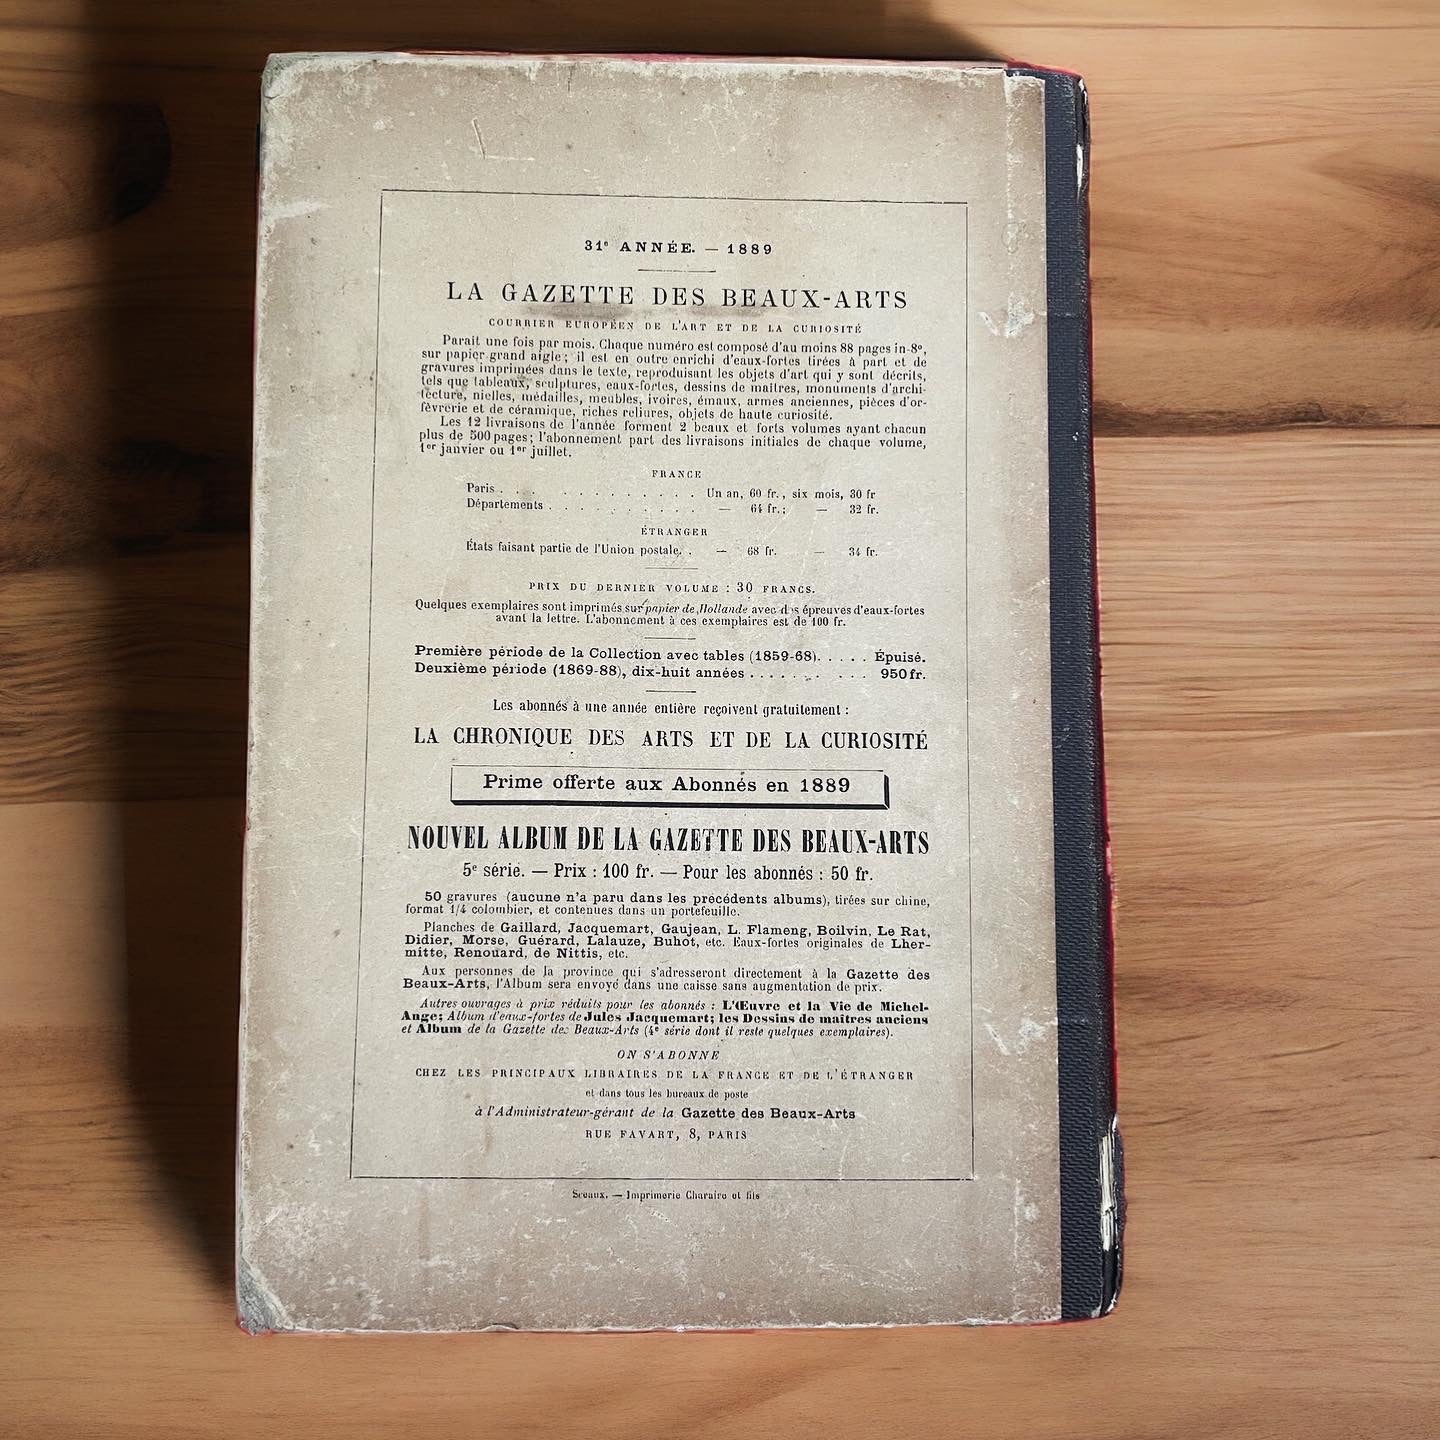 31e ANNÉE. — 1889
LA GAZETTE DES BEAUX-ARTS
COURRIER EUROPÉEN DE L'ART ET DE LA CURIOSITÉ
Parait une fois par mois. Chaque numéro est composé d'au moins 88 pages in-8º,
sur papier grand aigle; il est en outre enrichi d'eaux-fortes tirées à part et de
gravures imprimées dans le texte, reproduisant les objets d'art qui y sont décrits,
tels que tableaux, sculptures, eaux-fortes, dessins de maîtres, monuments d'archi-
tecture, nielles, médailles, meubles, ivoires, émaux, armes anciennes, pièces d'or-
fèvrerie et de céramique, riches reliures, objets de haute curiosité.
Les 12 livraisons de l'année forment 2 beaux et forts volumes ayant chacun
plus de 500 pages; l'abonnement part des livraisons initiales de chaque volume,
1er janvier ou 1er juillet.
FRANCE
Paris . . . . . . . . . . . . . Un an, 60 fr., six mois, 30 fr
Départements . . . . . . . . . . — 64 fr.; — 32 fr.
ÉTRANGER
États faisant partie de l'Union postale. . — 68 fr. — 34 fr.
PRIX DU DERNIER VOLUME : 30 FRANCS.
Quelques exemplaires sont imprimés sur papier de Hollande avec des épreuves d'eaux-fortes
avant la lettre. L'abonnement à ces exemplaires est de 100 fr.
Première période de la Collection avec tables (1859-68). . . . . Épuisé.
Deuxième période (1869-88), dix-huit années . . . . . . . . . . 950 fr.
Les abonnés à une année entière reçoivent gratuitement :
LA CHRONIQUE DES ARTS ET DE LA CURIOSITÉ
Prime offerte aux Abonnés en 1889
NOUVEL ALBUM DE LA GAZETTE DES BEAUX-ARTS
5e série. — Prix : 100 fr. — Pour les abonnés : 50 fr.
50 gravures (aucune n'a paru dans les précédents albums), tirées sur chine,
format 1/4 colombier, et contenues dans un portefeuille.
Planches de Gaillard, Jacquemart, Gaujean, L. Flameng, Boilvin, Le Rat,
Didier, Morse, Guérard, Lalauze, Buhot, etc. Eaux-fortes originales de Lher-
mitte, Renouard, de Nittis, etc.
Aux personnes de la province qui s'adresseront directement à la Gazette des
Beaux-Arts, l'Album sera envoyé dans une caisse sans augmentation de prix.
Autres ouvrages à prix réduits pour les abonnés : L'Œuvre et la Vie de Michel-
Ange; Album d'eaux-fortes de Jules Jacquemart; les Dessins de maîtres anciens
et Album de la Gazette des Beaux-Arts (4e série dont il reste quelques exemplaires).
ON S'ABONNE
CHEZ LES PRINCIPAUX LIBRAIRES DE LA FRANCE ET DE L'ÉTRANGER
et dans tous les bureaux de poste
à l'Administrateur-gérant de la Gazette des Beaux-Arts
RUE FAVART, 8, PARIS
Sceaux. — Imprimerie Charaire et fils